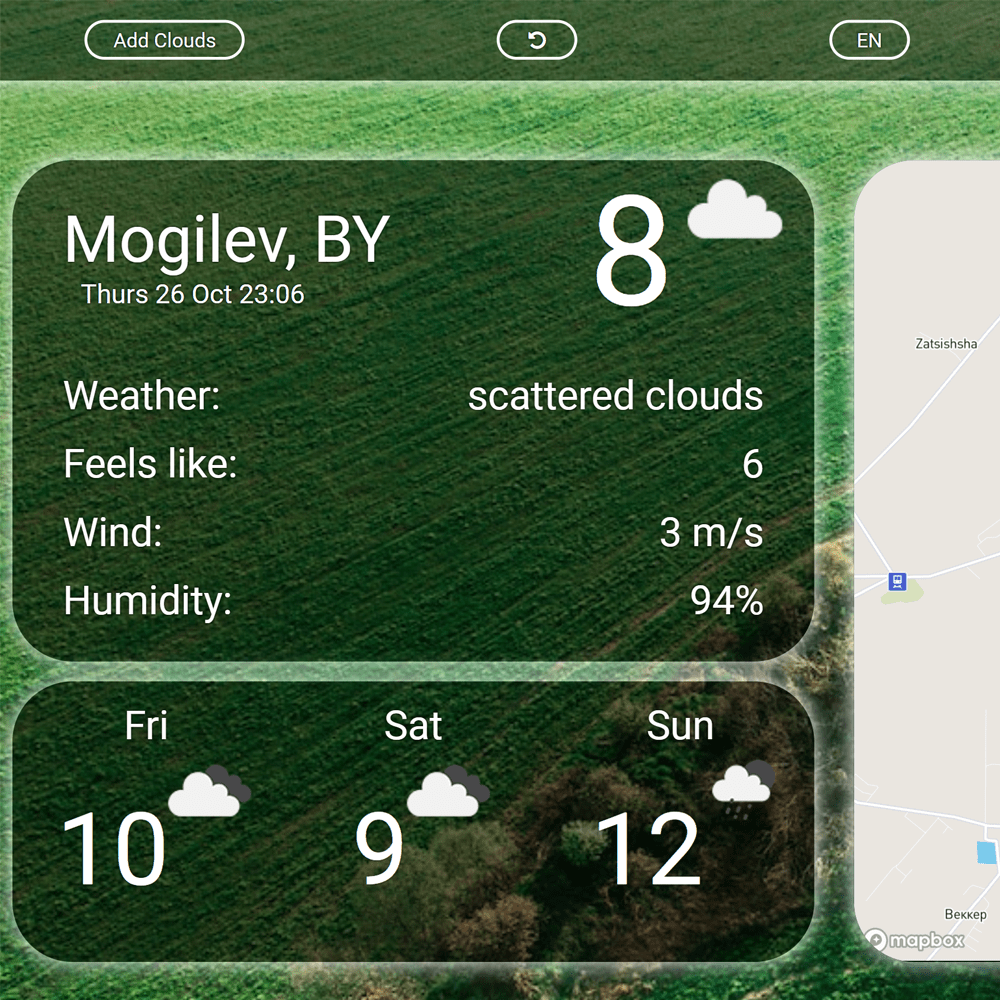 Add Clouds
EN
Mogilev, BY
8
Thurs 26 Oct 23:06
Weather: scattered clouds
Feels like: 6
Wind: 3 m/s
Humidity: 94%
Fri Sat Sun
10 9 12
Zatsishsha
Веккер
mapbox